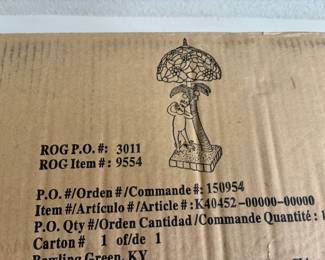 ROG P.O. #: 3011
ROG Item #: 9554
P.O. #/Orden #/Commande #: 150954
Item #/Artículo #/Article #: K40452-00000-00000
P.O. Qty/Orden Cantidad/Commande Quantité : 1
Carton # 1 of/de 1
Bowling Green, KY